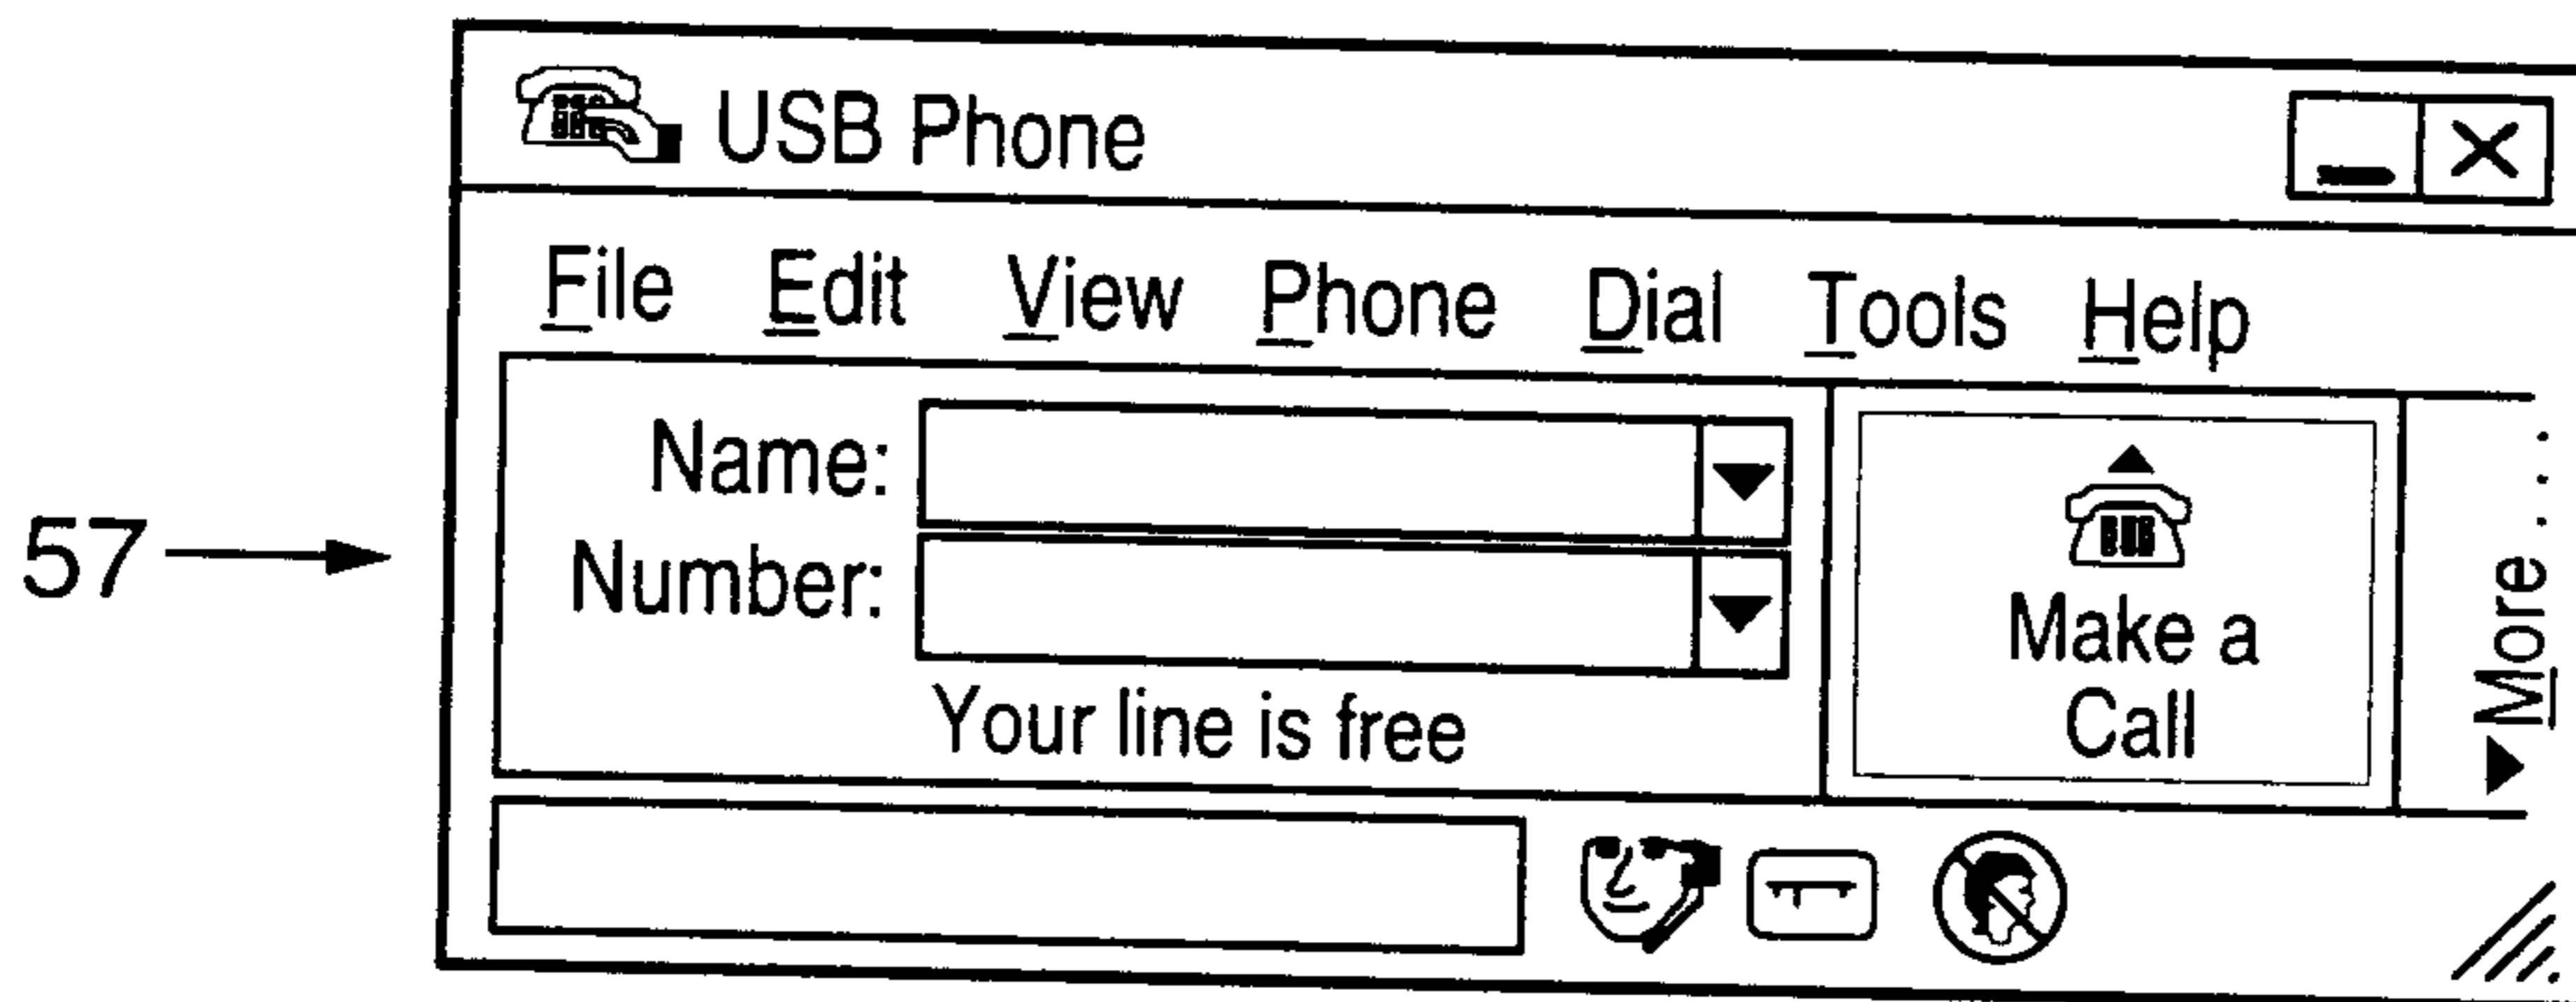 USB Phone
File Edit View Phone Dial Tools Help
Name:
Number:
Your line is free
Make a
Call
More....
57